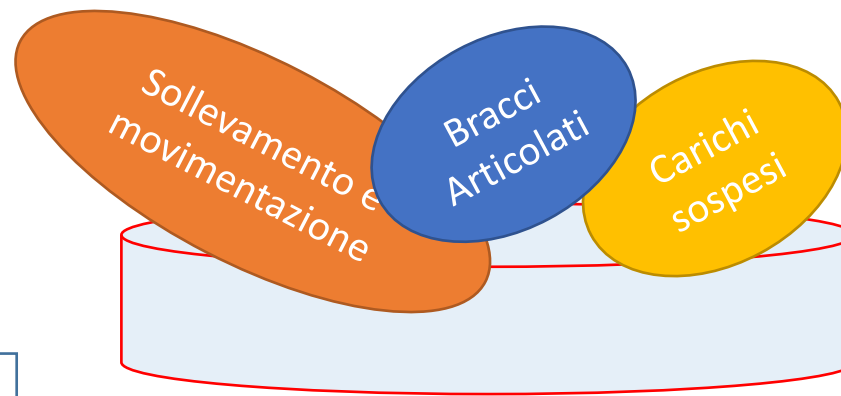 Sollevamento e
movimentazione
Bracci
Articolati
Carichi
sospesi